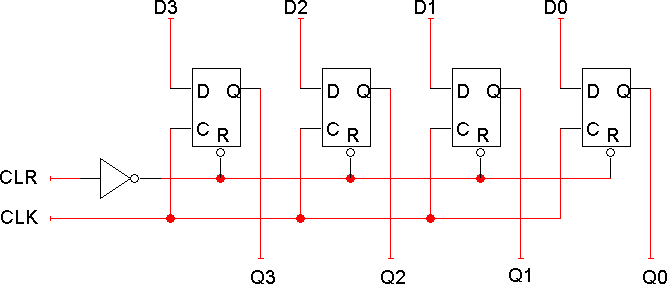 D3 D2 D1 D0
D Q D Q D Q D Q
C R C R C R C R
CLR
CLK
Q3 Q2 Q1 Q0